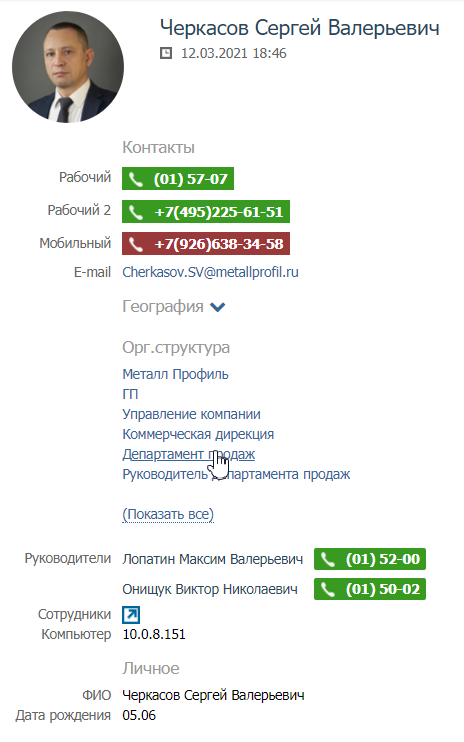 Черкасов Сергей Валерьевич
12.03.2021 18:46
Контакты
Рабочий (01) 57-07
Рабочий 2 +7(495)225-61-51
Мобильный +7(926)638-34-58
E-mail Cherkasov.SV@metallprofil.ru
География
Орг.структура
Металл Профиль
ГП
Управление компании
Коммерческая дирекция
Департамент продаж
Руководитель Департамента продаж
(Показать все)
Руководители Лопатин Максим Валерьевич (01) 52-00
Онищук Виктор Николаевич (01) 50-02
Сотрудники
Компьютер 10.0.8.151
Личное
ФИО Черкасов Сергей Валерьевич
Дата рождения 05.06